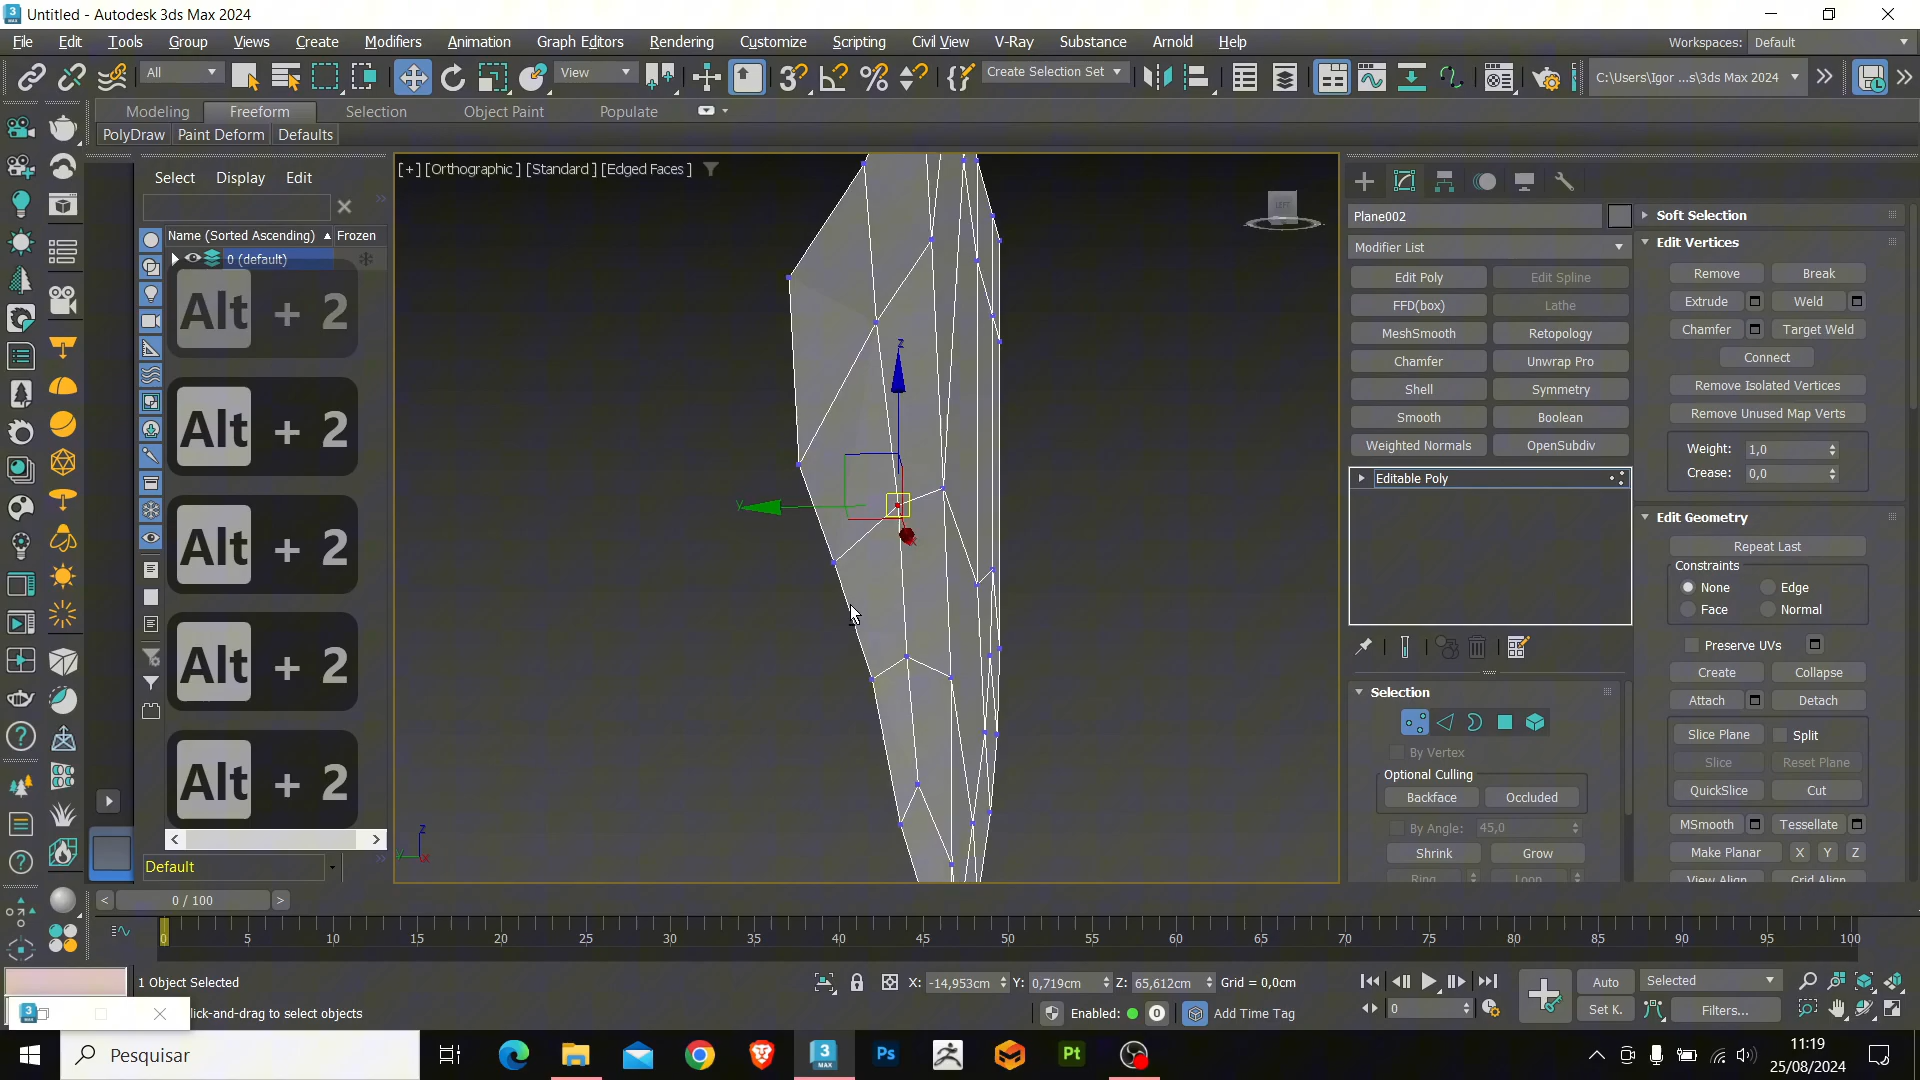 Untitled - Autodesk 3ds Max 2024
File Edit Tools Group Views Create Modifiers Animation Graph Editors Rendering Customize Scripting Civil View V-Ray Substance Arnold Help
Workspaces: Default
All View Create Selection Set C:\Users\Igor ...s\3ds Max 2024
Modeling Freeform Selection Object Paint Populate
PolyDraw Paint Deform Defaults
Select Display Edit
Name (Sorted Ascending) Frozen
0 (default)
Alt + 2
Alt + 2
Alt + 2
Alt + 2
Alt + 2
Default
[+] [Orthographic ] [Standard ] [Edged Faces ]
LEFT
z
y
x
z
x
Plane002
Modifier List
Edit Poly Edit Spline
FFD(box) Lathe
MeshSmooth Retopology
Chamfer Unwrap Pro
Shell Symmetry
Smooth Boolean
Weighted Normals OpenSubdiv
Editable Poly
Selection
By Vertex
Optional Culling
Backface Occluded
By Angle: 45,0
Shrink Grow
Ring Loop
Soft Selection
Edit Vertices
Remove Break
Extrude Weld
Chamfer Target Weld
Connect
Remove Isolated Vertices
Remove Unused Map Verts
Weight: 1,0
Crease: 0,0
Edit Geometry
Repeat Last
Constraints
None Edge
Face Normal
Preserve UVs
Create Collapse
Attach Detach
Slice Plane Split
Slice Reset Plane
QuickSlice Cut
MSmooth Tessellate
Make Planar X Y Z
View Align Grid Align
< 0 / 100 >
0 5 10 15 20 25 30 35 40 45 50 55 60 65 70 75 80 85 90 95 100
1 Object Selected
X: -14,953cm Y: 0,719cm Z: 65,612cm Grid = 0,0cm
Auto Selected
lick-and-drag to select objects
Enabled: 0 Add Time Tag
0
Set K. Filters...
Pesquisar
3 MAX
Ps
Pt
11:19
25/08/2024